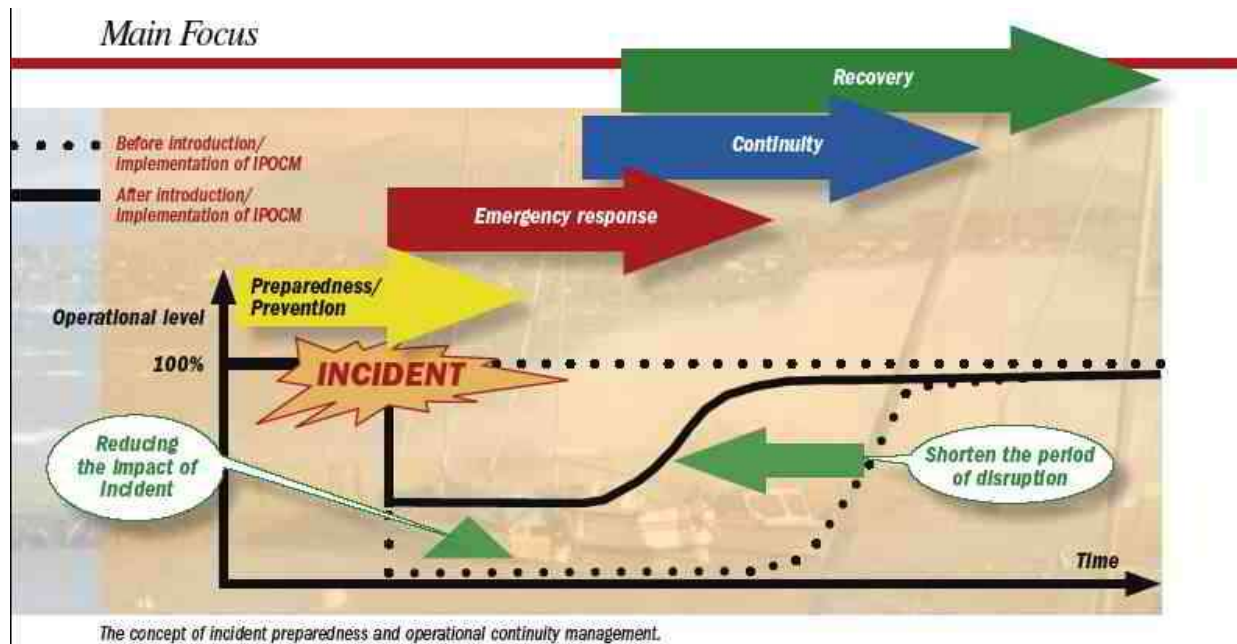 Main Focus
Recovery
Before introduction/
Implementation of IPOCM
Continuity
After introduction/
Implementation of IPOCM
Emergency response
Preparedness/
Prevention
Operational level
100%
INCIDENT
Reducing
the Impact of
Incident
Shorten the period
of disruption
Time
The concept of incident preparedness and operational continuity management.